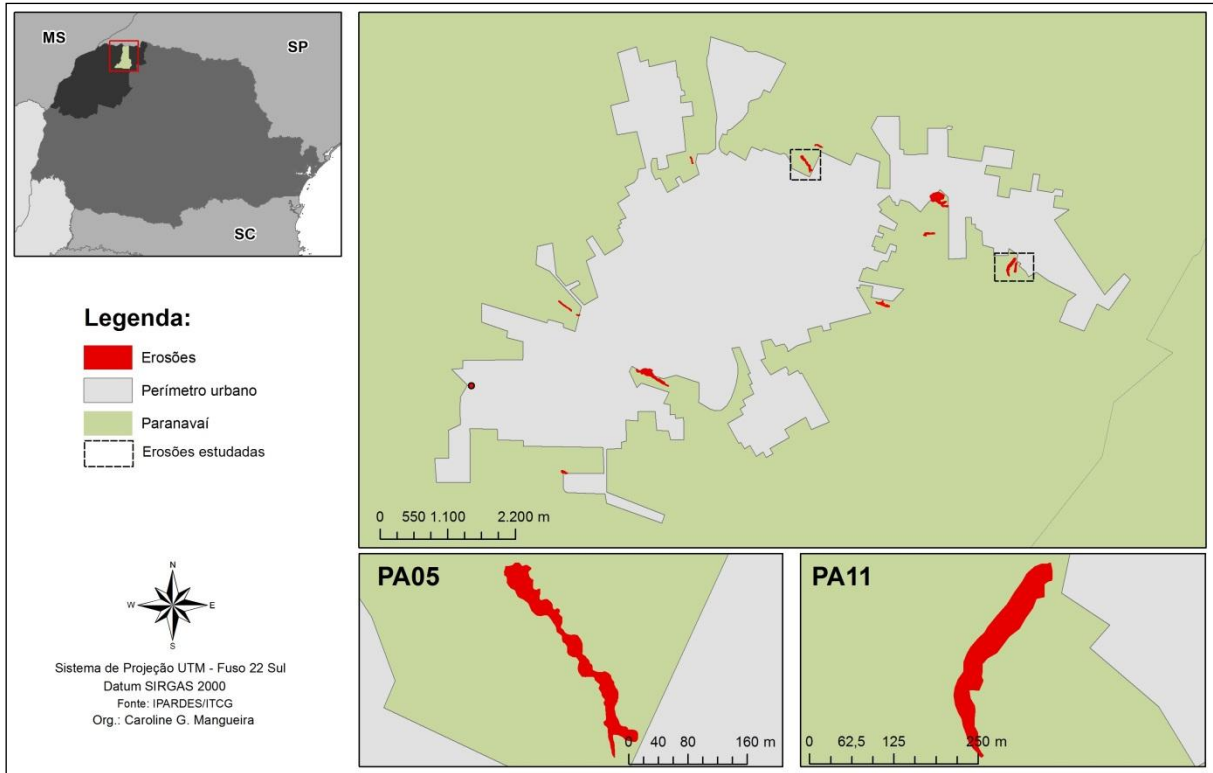 MS
SP
SC
Legenda:
Erosões
Perímetro urbano
Paranavaí
Erosões estudadas
N
W E
S
Sistema de Projeção UTM - Fuso 22 Sul
Datum SIRGAS 2000
Fonte: IPARDES/ITCG
Org.: Caroline G. Mangueira
0 550 1.100 2.200 m
PA05
0 40 80 160 m
PA11
0 62,5 125 250 m